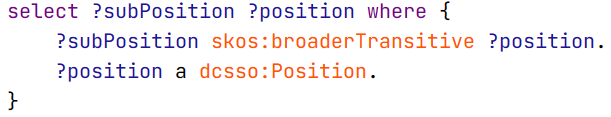 select ?subPosition ?position where {
    ?subPosition skos:broaderTransitive ?position.
    ?position a dcsso:Position.
}